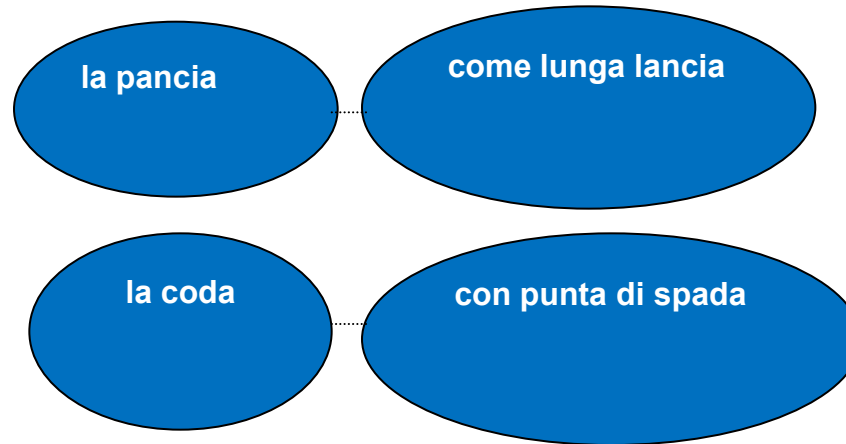 la pancia
come lunga lancia
la coda
con punta di spada